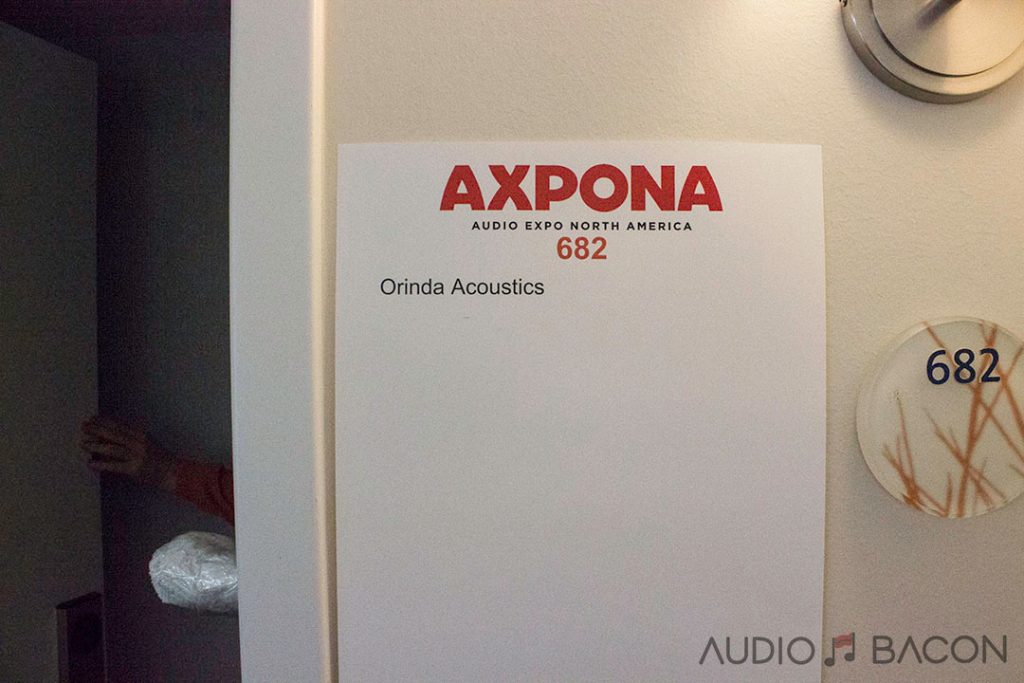 AXPONA
AUDIO EXPO NORTH AMERICA
682
Orinda Acoustics
682
AUDIO BACON